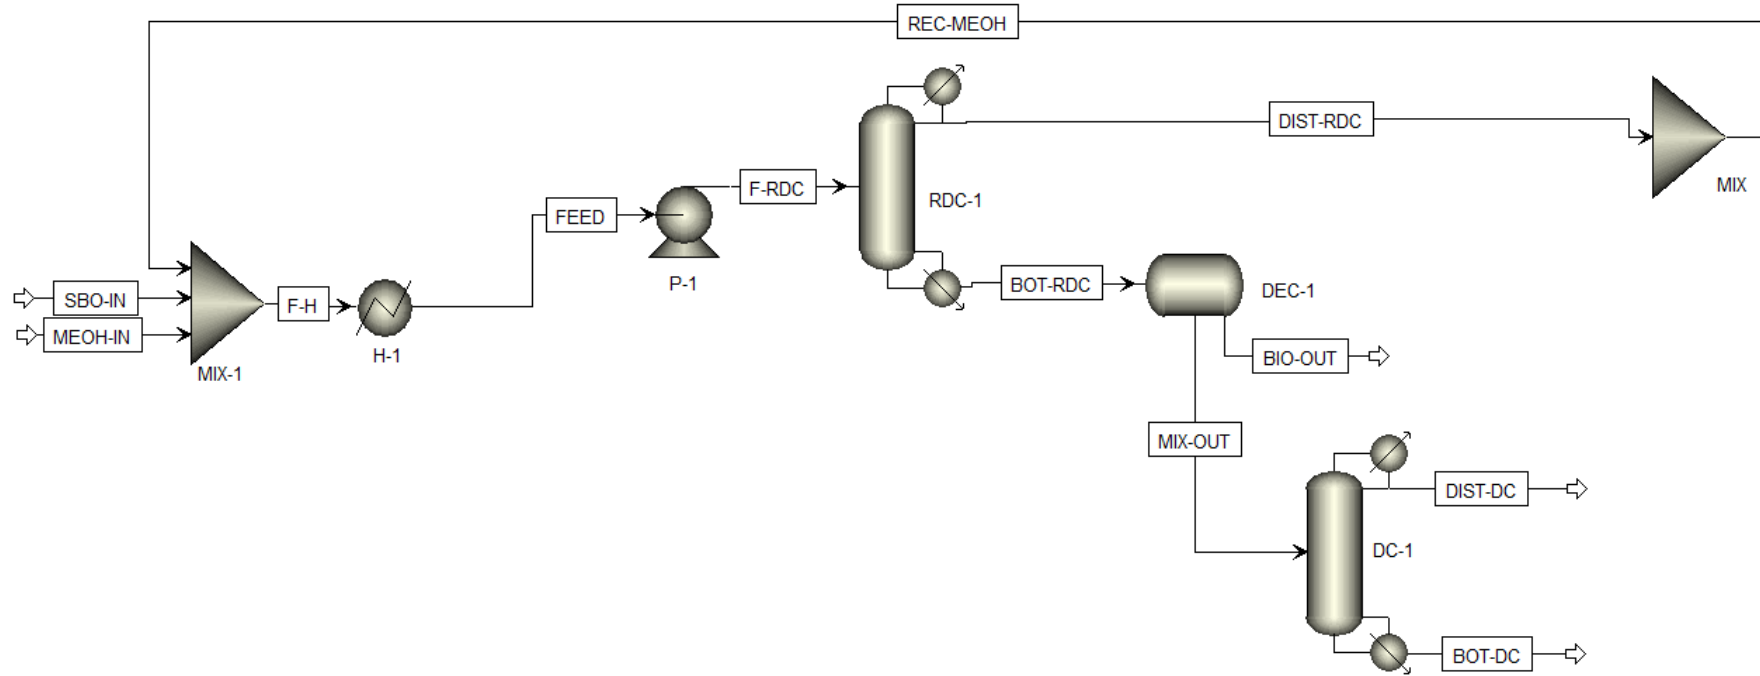 REC-MEOH
DIST-RDC
MIX
F-RDC
RDC-1
FEED
P-1
BOT-RDC
DEC-1
SBO-IN
F-H
MEOH-IN
H-1
MIX-1
BIO-OUT
MIX-OUT
DIST-DC
DC-1
BOT-DC